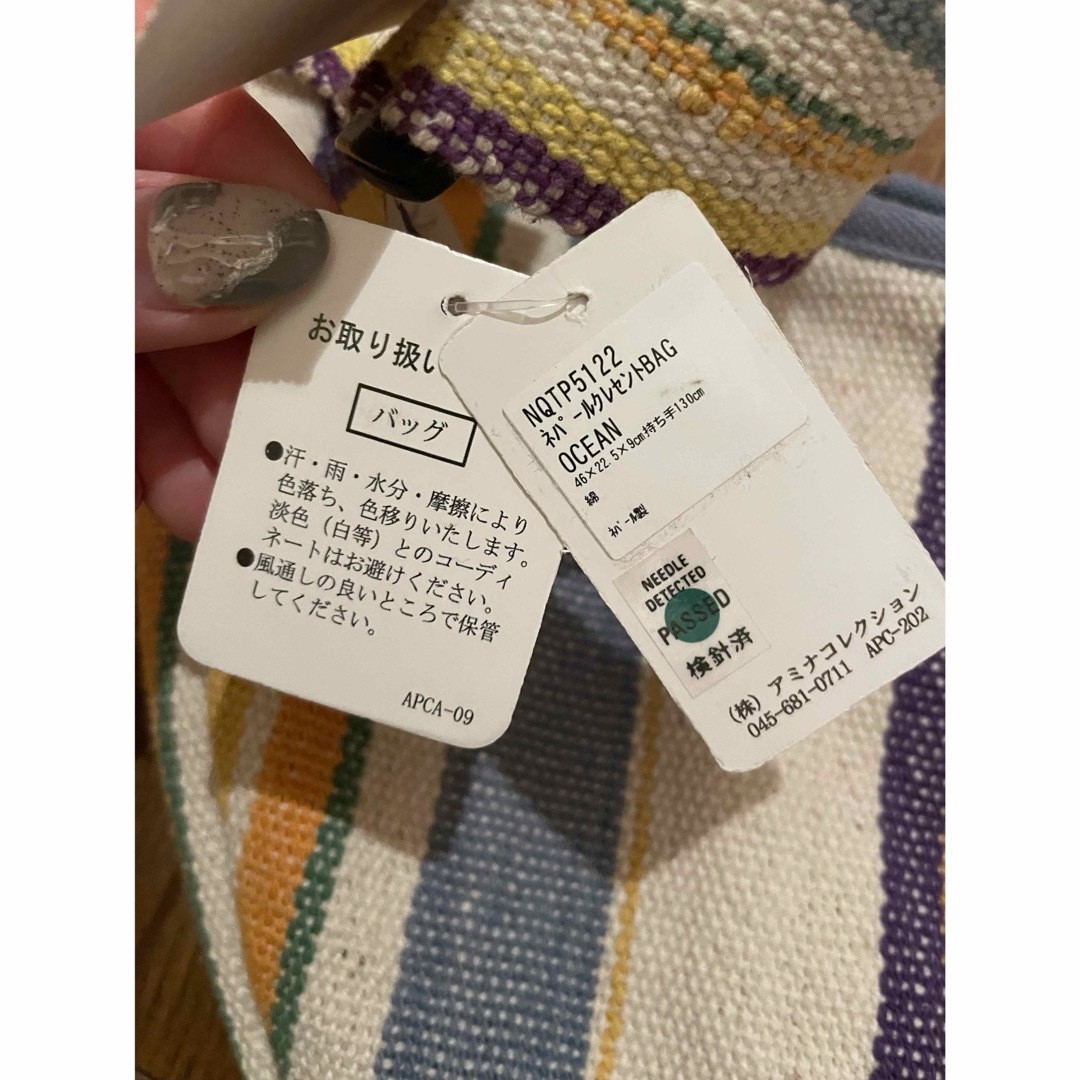 お取り扱い
バッグ
●汗・雨・水分・摩擦により
色落ち、色移りいたします。
淡色（白等）とのコーディ
ネートはお避けください。
●風通しの良いところで保管
してください。
APCA-09
NQTP5122
ﾈﾊﾟｰﾙクレセントBAG
OCEAN
46×22.5×9cm持ち手130cm
綿
ﾈﾊﾟｰﾙ製
NEEDLE
DETECTED
PASSED
検針済
（株）アミナコレクション
045-681-0711 APC-202